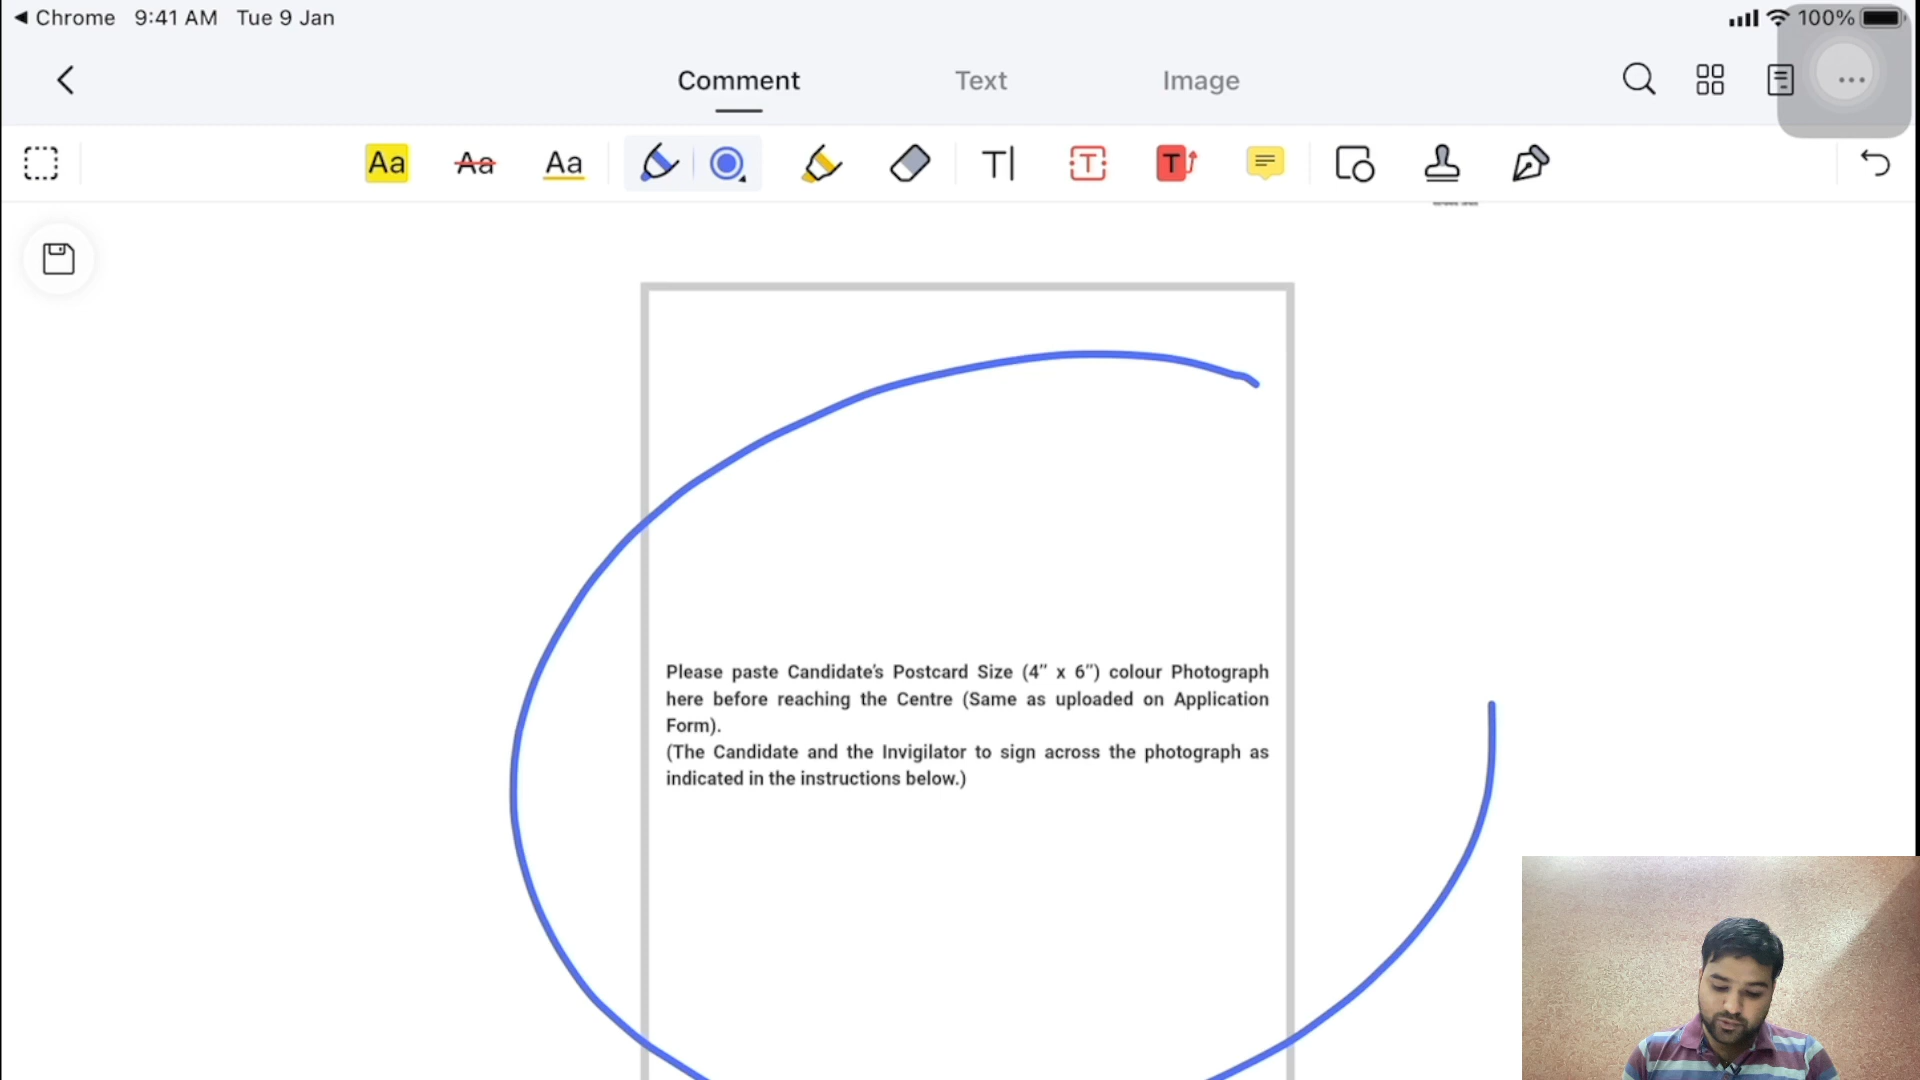 Chrome 9:41 AM Tue 9 Jan 100%
Comment Text Image
Aa Aa Aa T T T
Please paste Candidate's Postcard Size (4" x 6") colour Photograph
here before reaching the Centre (Same as uploaded on Application
Form).
(The Candidate and the Invigilator to sign across the photograph as
indicated in the instructions below.)